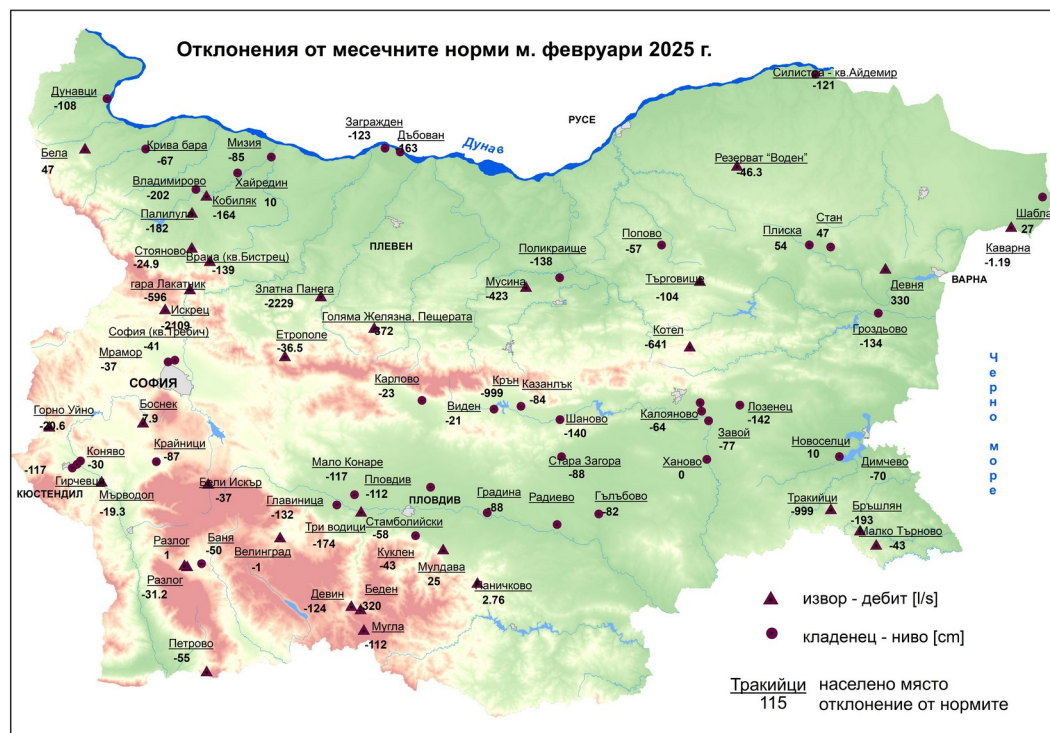 Отклонения от месечните норми м. февруари 2025 г.
Силистра - кв.Айдемир
-121
Дунавци
-108
Загражден
-123
Дъбован
163
РУСЕ
Дунав
Бела
47
Крива бара
-67
Мизия
-85
Хайредин
10
Резерват "Воден"
-46.3
Владимирово
-202
Кобиляк
-164
Палилула
-182
Шабла
27
Стан
47
Плиска
54
Попово
-57
Каварна
-1.19
ПЛЕВЕН
Поликраище
-138
Стояново
-24.9
Враца (кв.Бистрец)
-139
Мусина
-423
Търговище
-104
ВАРНА
Девня
330
гара Лакатник
-596
Златна Панега
-2229
Искрец
-2109
Голяма Желязна, Пещерата
-372
Гроздьово
-134
София (кв.Требич)
-41
Етрополе
-36.5
Котел
-641
Мрамор
-37
СОФИЯ
Карлово
-23
Крън
-999
Казанлък
-84
Виден
-21
Черно море
Боснек
7.9
Горно Уйно
-20.6
Шаново
-140
Калояново
-64
Лозенец
-142
Завой
-77
Крайници
-87
Коняво
-30
-117
Гирчевци
КЮСТЕНДИЛ
Стара Загора
-88
Ханово
0
Новоселци
10
Димчево
-70
Мърводол
-19.3
Бели Искър
-37
Мало Конаре
-117
Пловдив
-112
ПЛОВДИВ
Главиница
-132
Градина
-88
Радиево
Гълъбово
-82
Тракийци
-999
Бръшлян
-193
Малко Търново
-43
Три водици
-174
Стамболийски
-58
Куклен
-43
Мулдава
25
Разлог
1
Баня
-50
Велинград
-1
Разлог
-31.2
Девин
-124
Беден
320
2.76
Мугла
-112
Петрово
-55
извор - дебит [l/s]
кладенец - ниво [cm]
Тракийци населено място
115 отклонение от нормите